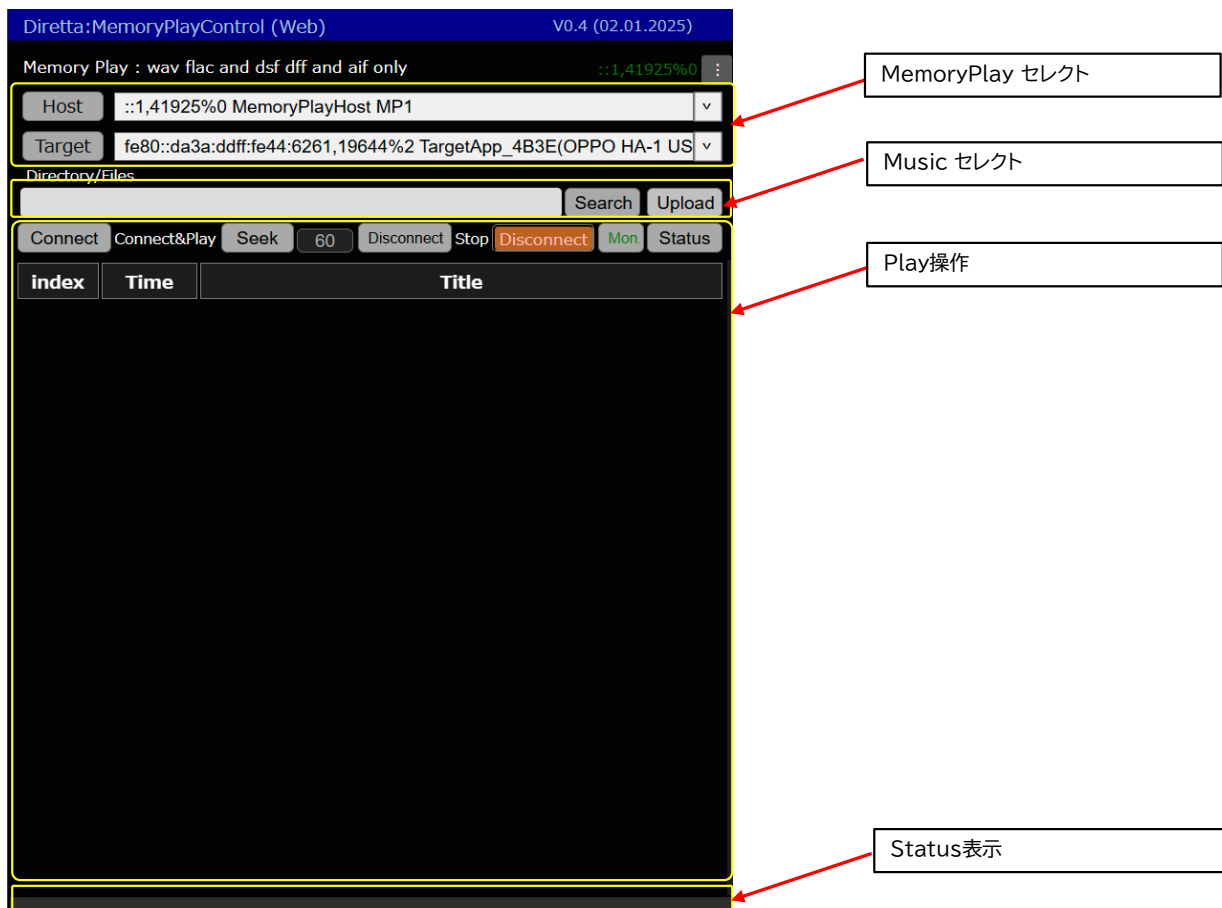 Diretta:MemoryPlayControl (Web) V0.4 (02.01.2025)
Memory Play : wav flac and dsf dff and aif only ::1,41925%0 ⋮
MemoryPlay セレクト
Host ::1,41925%0 MemoryPlayHost MP1
Target fe80::da3a:ddff:fe44:6261,19644%2 TargetApp_4B3E(OPPO HA-1 US
Music セレクト
Directory/Files
Search Upload
Connect Connect&Play Seek 60 Disconnect Stop Disconnect Mon. Status
Play操作
index Time Title
Status表示